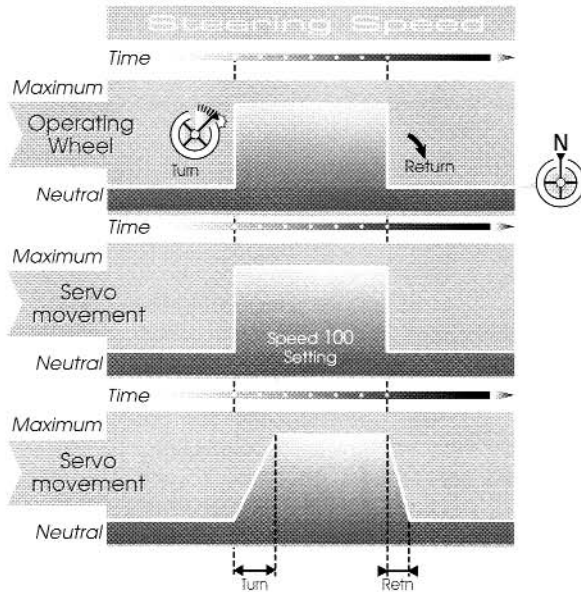 Steering Speed
Time
Maximum
Operating
Wheel
Turn
Return
N
Neutral
Time
Maximum
Servo
movement
Speed 100
Setting
Neutral
Time
Maximum
Servo
movement
Neutral
Turn
Retn